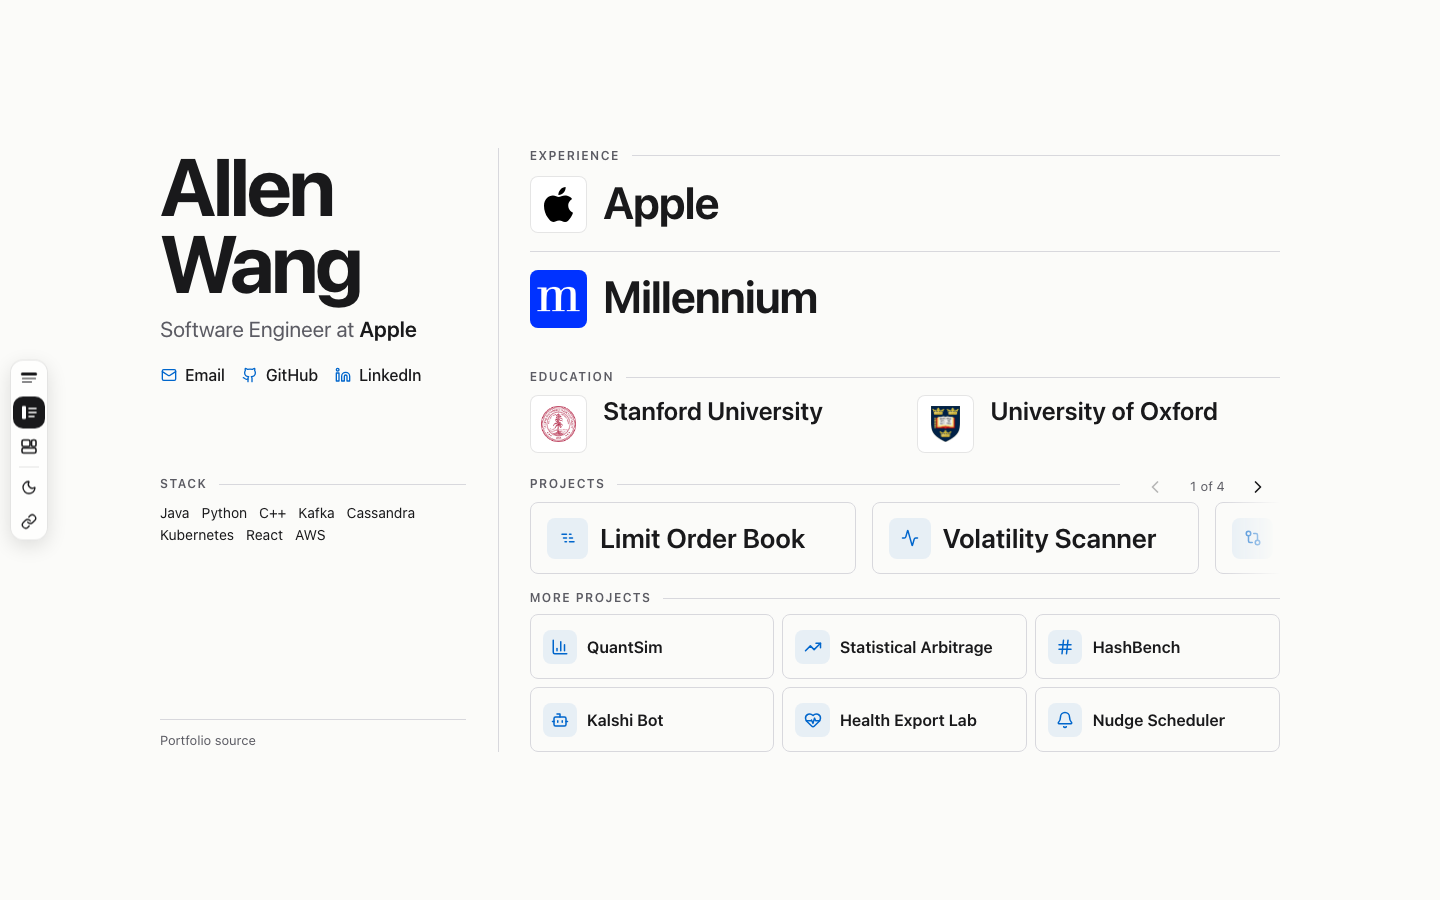 Allen
Wang
Software Engineer at Apple
Email GitHub LinkedIn
STACK
Java Python C++ Kafka Cassandra
Kubernetes React AWS
Portfolio source
EXPERIENCE
Apple
m Millennium
EDUCATION
Stanford University University of Oxford
PROJECTS 1 of 4
Limit Order Book Volatility Scanner
MORE PROJECTS
QuantSim Statistical Arbitrage HashBench
Kalshi Bot Health Export Lab Nudge Scheduler